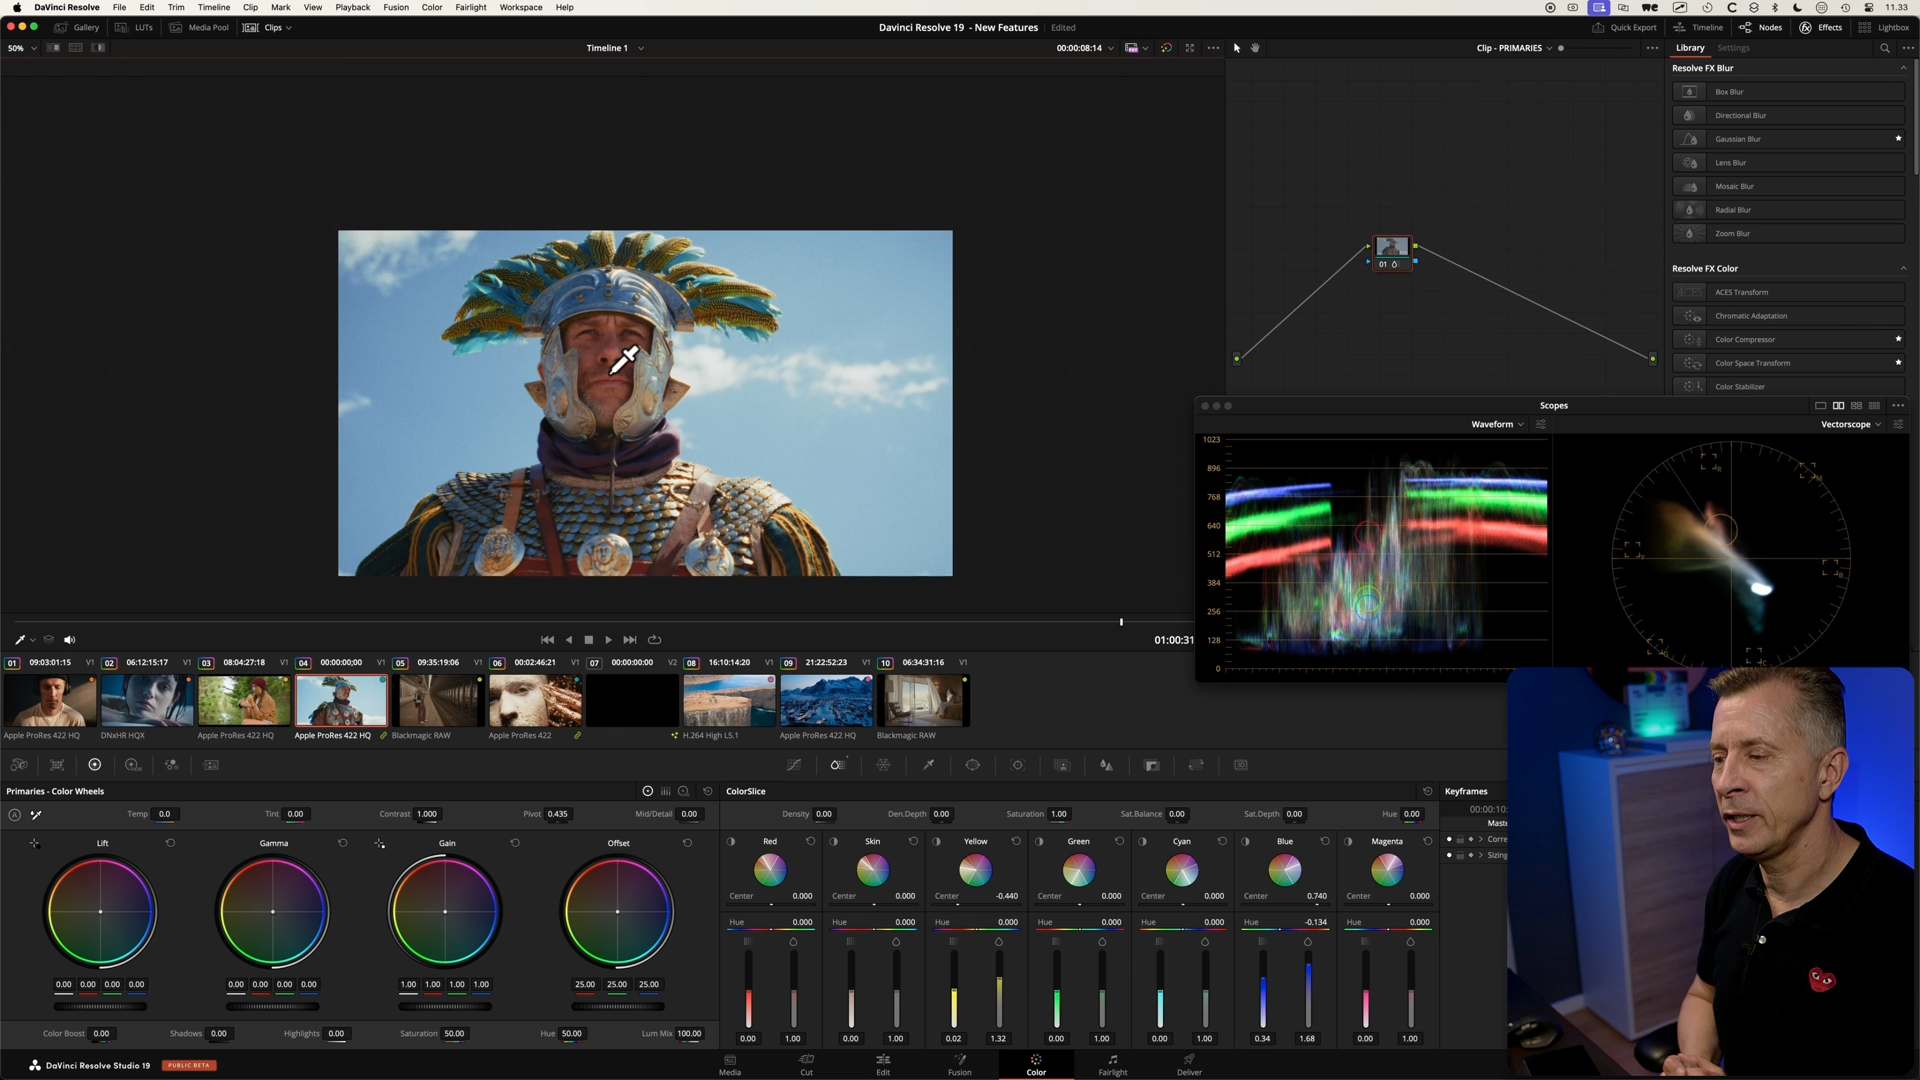 DaVinci Resolve File Edit Trim Timeline Clip Mark View Playback Fusion Color Fairlight Workspace Help 11.33
Gallery LUTs Media Pool Clips Davinci Resolve 19 - New Features Edited Quick Export Timeline Nodes Effects Lightbox
50% Timeline 1 00:00:08:14 Clip - PRIMARIES Library Settings
Resolve FX Blur
Box Blur
Directional Blur
Gaussian Blur
Lens Blur
Mosaic Blur
Radial Blur
Zoom Blur
01
Resolve FX Color
ACES Transform
Chromatic Adaptation
Color Compressor
Color Space Transform
Color Stabilizer
Scopes
Waveform Vectorscope
1023
896
768
640
512
384
256
128
0
01:00:31
01 09:03:01:15 V1 02 06:12:15:17 V1 03 08:04:27:18 V1 04 00:00:00:00 V1 05 09:35:19:06 V1 06 00:02:46:21 V1 07 00:00:00:00 V2 08 16:10:14:20 V1 09 21:22:52:23 V1 10 06:34:31:16 V1
Apple ProRes 422 HQ DNxHR HQX Apple ProRes 422 HQ Apple ProRes 422 HQ Blackmagic RAW Apple ProRes 422 H.264 High L5.1 Apple ProRes 422 HQ Blackmagic RAW
Primaries - Color Wheels ColorSlice Keyframes
Temp 0.0 Tint 0.00 Contrast 1.000 Pivot 0.435 Mid/Detail 0.00 Density 0.00 Den.Depth 0.00 Saturation 1.00 Sat.Balance 0.00 Sat.Depth 0.00 Hue 0.00
00:00:10:
Maste
Corre
Sizing
Lift Gamma Gain Offset
Red Skin Yellow Green Cyan Blue Magenta
Center 0.000 Center 0.000 Center -0.440 Center 0.000 Center 0.000 Center 0.740 Center 0.000
Hue 0.000 Hue 0.000 Hue 0.000 Hue 0.000 Hue 0.000 Hue -0.134 Hue 0.000
0.00 0.00 0.00 0.00 0.00 0.00 0.00 0.00 1.00 1.00 1.00 1.00 25.00 25.00 25.00
Color Boost 0.00 Shadows 0.00 Highlights 0.00 Saturation 50.00 Hue 50.00 Lum Mix 100.00
0.00 1.00 0.00 1.00 0.02 1.32 0.00 1.00 0.00 1.00 0.34 1.68 0.00 1.00
DaVinci Resolve Studio 19 PUBLIC BETA
Media Cut Edit Fusion Color Fairlight Deliver